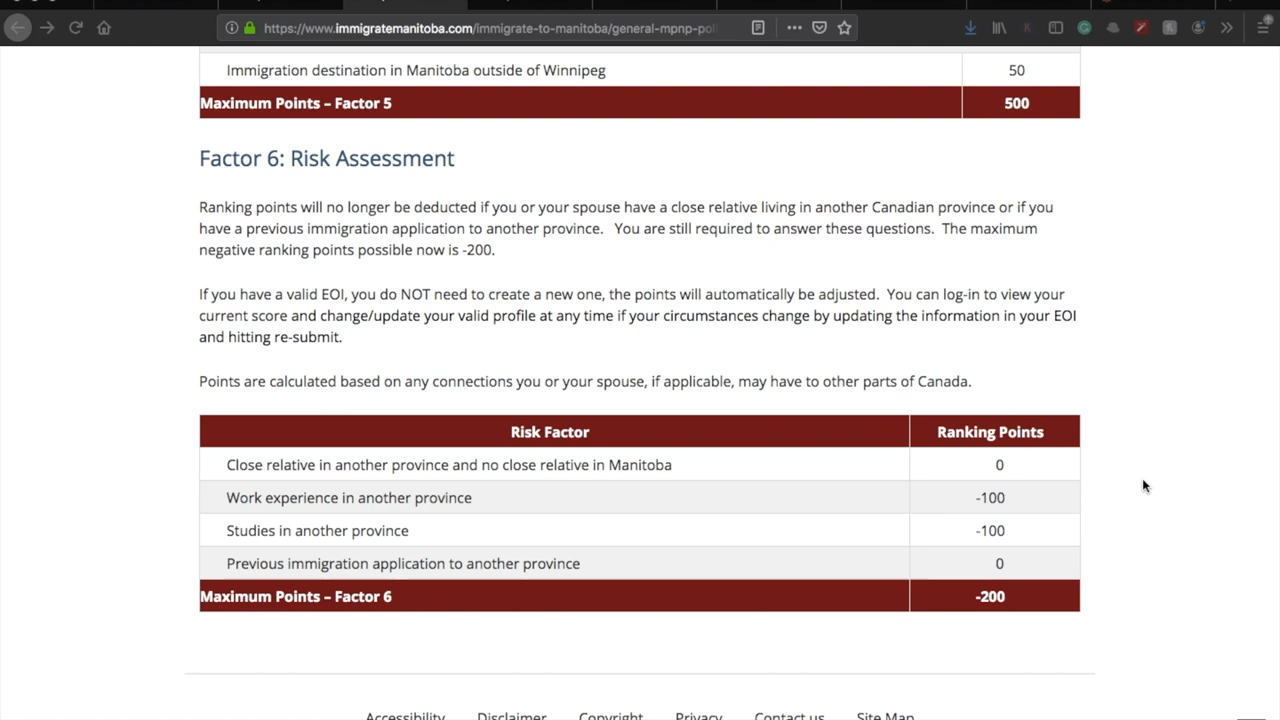 https://www.immigratemanitoba.com/immigrate-to-manitoba/general-mpnp-pol
Immigration destination in Manitoba outside of Winnipeg 50
Maximum Points – Factor 5 500
Factor 6: Risk Assessment
Ranking points will no longer be deducted if you or your spouse have a close relative living in another Canadian province or if you
have a previous immigration application to another province. You are still required to answer these questions. The maximum
negative ranking points possible now is -200.
If you have a valid EOI, you do NOT need to create a new one, the points will automatically be adjusted. You can log-in to view your
current score and change/update your valid profile at any time if your circumstances change by updating the information in your EOI
and hitting re-submit.
Points are calculated based on any connections you or your spouse, if applicable, may have to other parts of Canada.
Risk Factor Ranking Points
Close relative in another province and no close relative in Manitoba 0
Work experience in another province -100
Studies in another province -100
Previous immigration application to another province 0
Maximum Points – Factor 6 -200
Accessibility Disclaimer Copyright Privacy Contact us Site Map